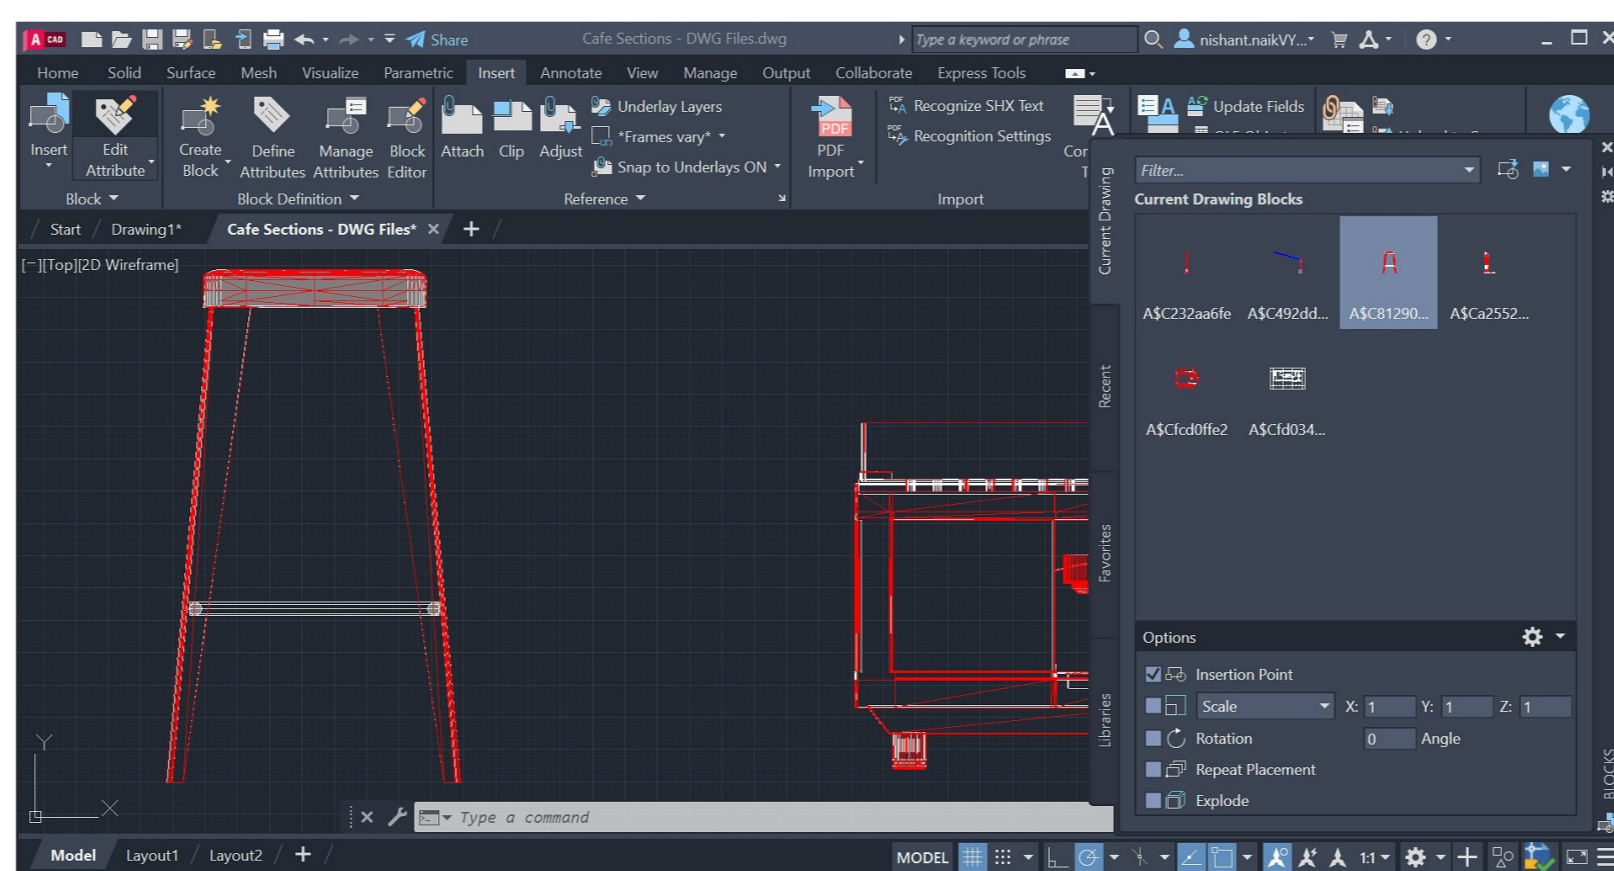 A CAD Share Cafe Sections - DWG Files.dwg Type a keyword or phrase nishant.naikVY... ?
Home Solid Surface Mesh Visualize Parametric Insert Annotate View Manage Output Collaborate Express Tools
Insert
Edit
Attribute
Block
Create
Block
Define
Attributes
Manage
Attributes
Block
Editor
Block Definition
Attach
Clip
Adjust
Underlay Layers
*Frames vary*
Snap to Underlays ON
Reference
PDF
PDF
Import
PDF A Recognize SHX Text
PDF Recognition Settings
Import
A
A Update Fields
Start / Drawing1* Cafe Sections - DWG Files* + /
[−][Top][2D Wireframe]
Y
X
Current Drawing
Recent
Favorites
Libraries
Filter...
Current Drawing Blocks
A$C232aa6fe A$C492dd... A$C81290... A$Ca2552...
A$Cfcd0ffe2 A$Cfd034...
Options
Insertion Point
Scale X: 1 Y: 1 Z: 1
Rotation 0 Angle
Repeat Placement
Explode
BLOCKS
Type a command
Model Layout1 / Layout2 / + /
MODEL 1:1